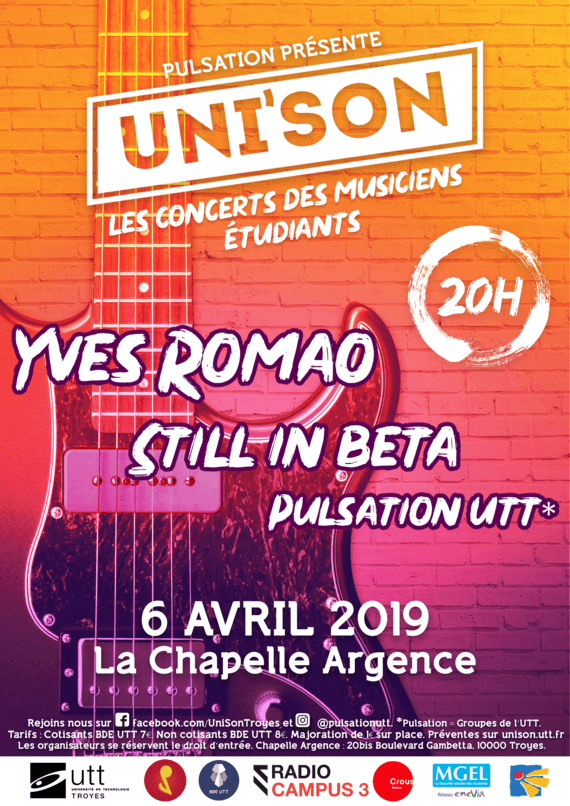 PULSATION PRÉSENTE
UNI'SON
LES CONCERTS DES MUSICIENS
ÉTUDIANTS
20H
YVES ROMAO
STILL IN BETA
PULSATION UTT*
6 AVRIL 2019
LA CHAPELLE ARGENCE
Rejoins nous sur facebook.com/UniSonTroyes et @pulsationutt. *Pulsation = Groupes de l'UTT.
Tarifs : Cotisants BDE UTT 7€ Non cotisants BDE UTT 8€. Majoration de 1€ sur place. Préventes sur unison.utt.fr
Les organisateurs se réservent le droit d'entrée. Chapelle Argence : 20bis Boulevard Gambetta, 10000 Troyes.
utt
UNIVERSITÉ DE TECHNOLOGIE
TROYES
BDE UTT
RADIO
CAMPUS 3
Crous
MGEL
Réseau emeVia